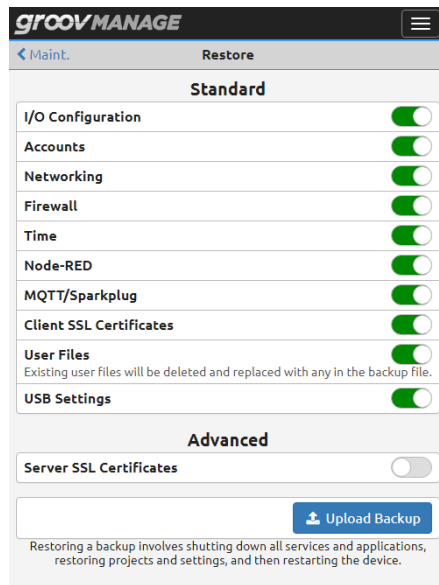 groov MANAGE
Maint.
Restore
Standard
I/O Configuration
Accounts
Networking
Firewall
Time
Node-RED
MQTT/Sparkplug
Client SSL Certificates
User Files
Existing user files will be deleted and replaced with any in the backup file.
USB Settings
Advanced
Server SSL Certificates
Upload Backup
Restoring a backup involves shutting down all services and applications,
restoring projects and settings, and then restarting the device.